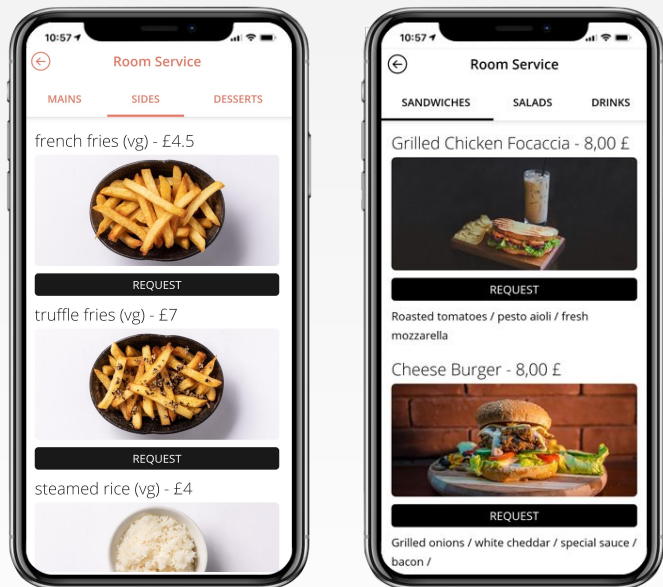 10:57
Room Service
MAINS SIDES DESSERTS
french fries (vg) - £4.5
REQUEST
truffle fries (vg) - £7
REQUEST
steamed rice (vg) - £4
10:57
Room Service
SANDWICHES SALADS DRINKS
Grilled Chicken Focaccia - 8,00 £
REQUEST
Roasted tomatoes / pesto aioli / fresh
mozzarella
Cheese Burger - 8,00 £
REQUEST
Grilled onions / white cheddar / special sauce /
bacon /